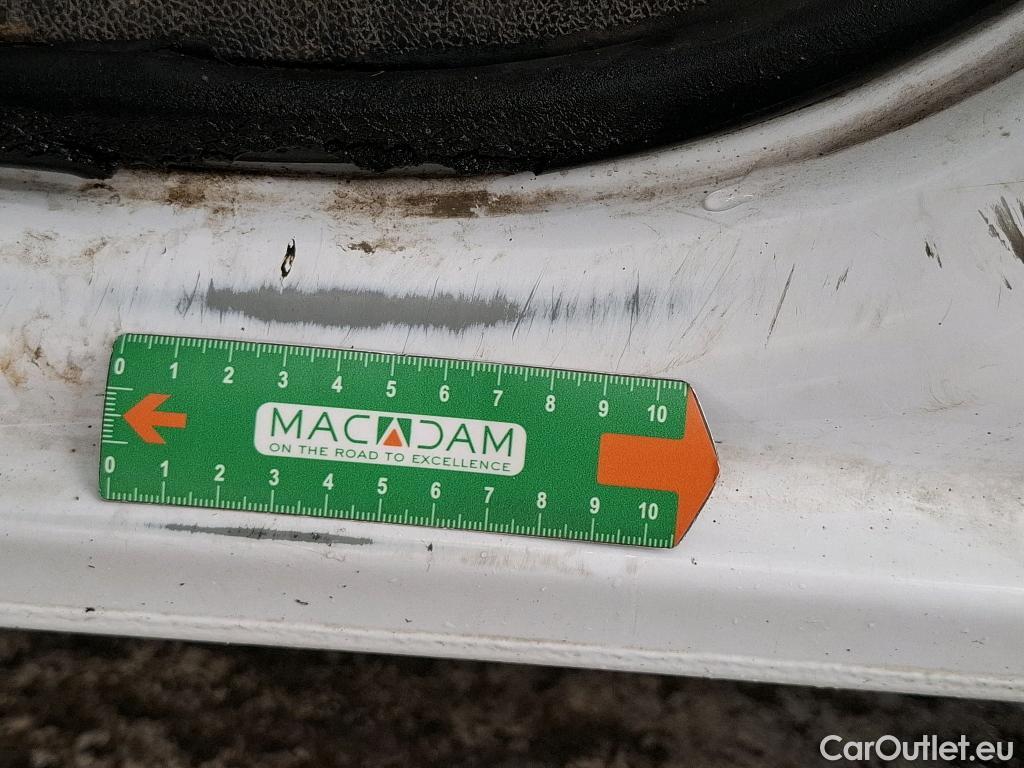 0 1 2 3 4 5 6 7 8 9 10
MACADAM
ON THE ROAD TO EXCELLENCE
0 1 2 3 4 5 6 7 8 9 10
CarOutlet.eu